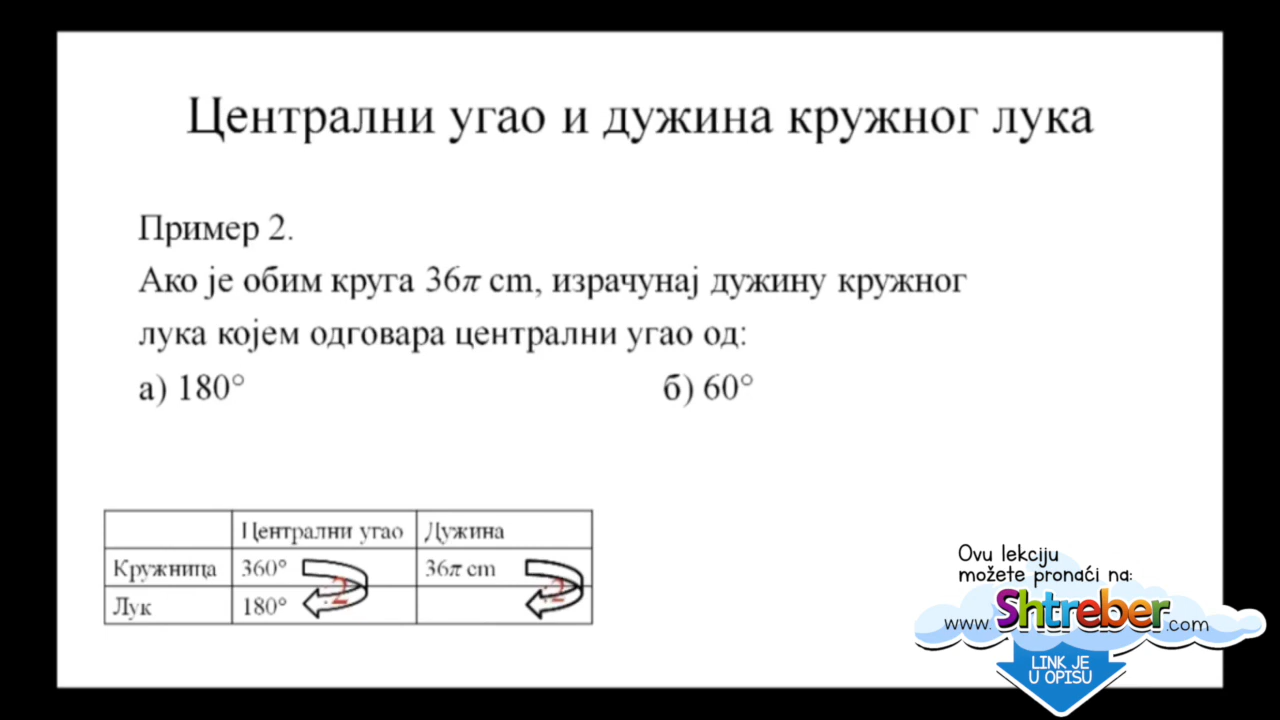 Централни угао и дужина кружног лука
Пример 2.
Ако је обим круга 36π cm, израчунај дужину кружног
лука којем одговара централни угао од:
а) 180° б) 60°
Централни угао Дужина
Кружница 360° 36π cm
:2 :2
Лук 180°
Ovu lekciju
možete pronaći na:
www.Shtreber.com
LINK JE
U OPISU